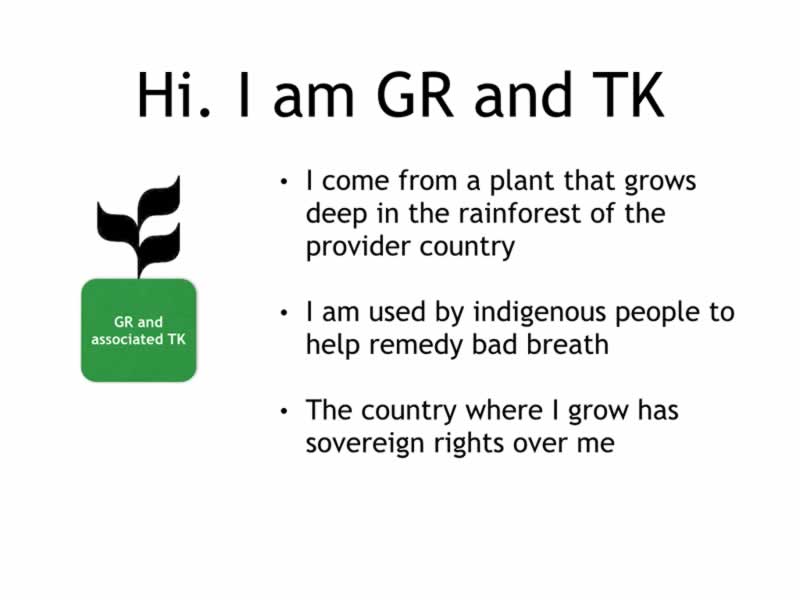 Hi. I am GR and TK
• I come from a plant that grows
deep in the rainforest of the
provider country
GR and
associated TK
• I am used by indigenous people to
help remedy bad breath
• The country where I grow has
sovereign rights over me